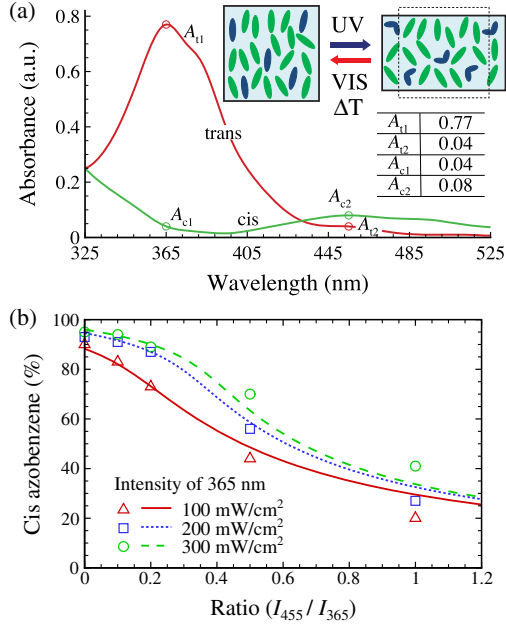 (a)
0.8
0.6
0.4
0.2
0
Absorbance (a.u.)
A_t1
trans
A_c1
cis
A_c2
A_t2
UV
VIS
ΔT
A_t1 0.77
A_t2 0.04
A_c1 0.04
A_c2 0.08
325 365 405 445 485 525
Wavelength (nm)
(b)
100
80
60
40
20
0
Cis azobenzene (%)
Intensity of 365 nm
100 mW/cm²
200 mW/cm²
300 mW/cm²
0 0.2 0.4 0.6 0.8 1 1.2
Ratio (I_455 / I_365)